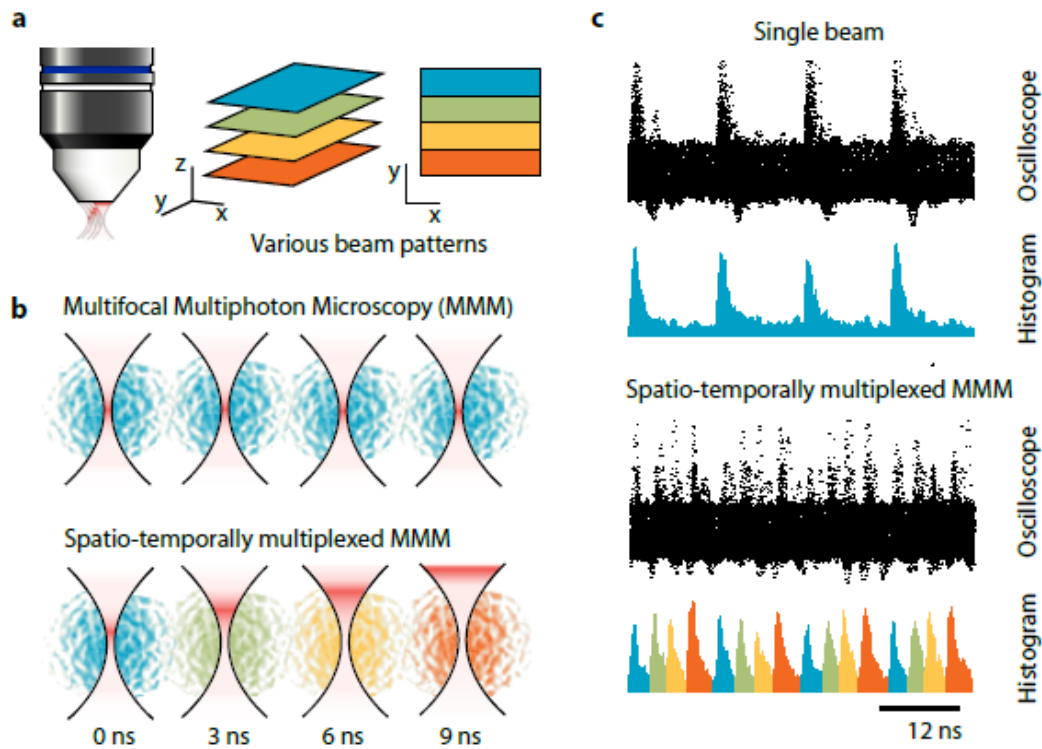 a
z
y
x
y
x
Various beam patterns
b
Multifocal Multiphoton Microscopy (MMM)
Spatio-temporally multiplexed MMM
0 ns
3 ns
6 ns
9 ns
c
Single beam
Oscilloscope
Histogram
Spatio-temporally multiplexed MMM
Oscilloscope
Histogram
12 ns